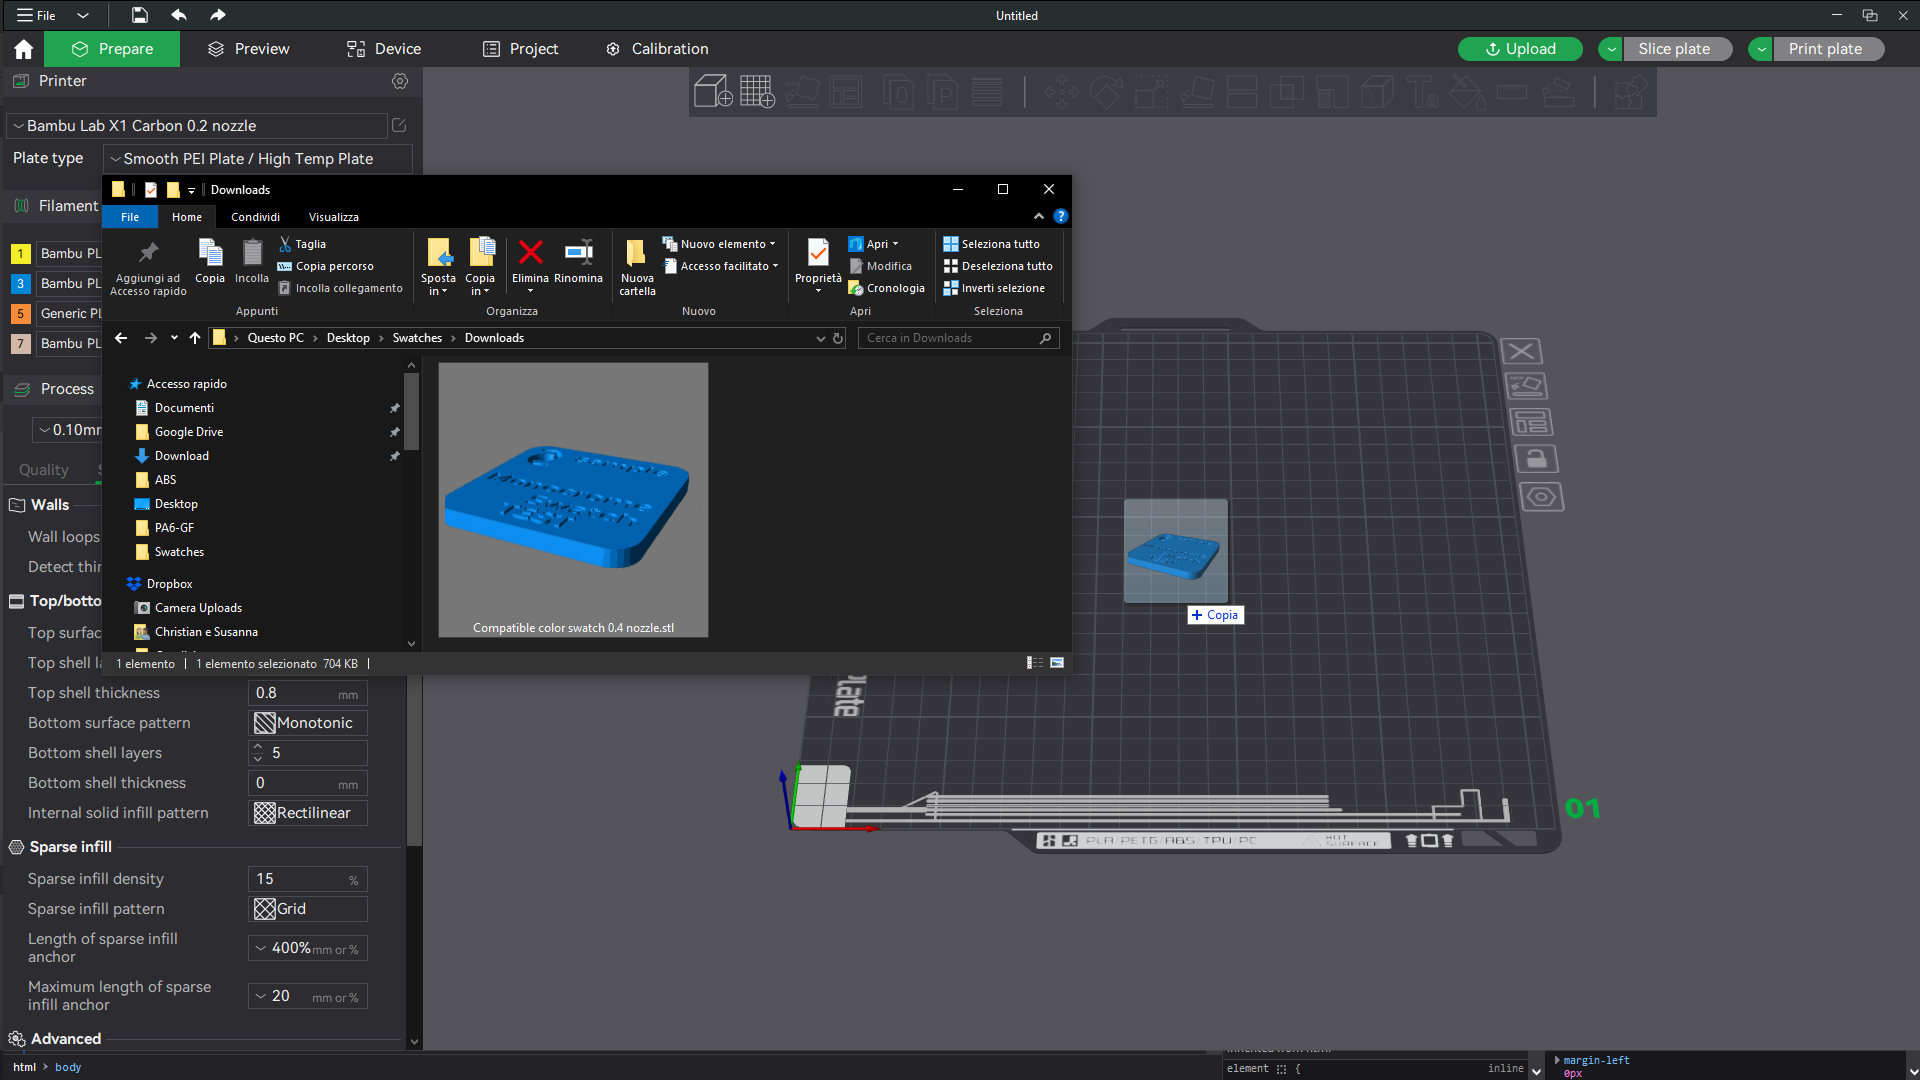 File
Untitled
Prepare
Preview
Device
Project
Calibration
Upload
Slice plate
Print plate
Printer
Bambu Lab X1 Carbon 0.2 nozzle
Plate type
Smooth PEI Plate / High Temp Plate
Filament
1 Bambu PL
3 Bambu PL
5 Generic PL
7 Bambu PL
Process
0.10mm
Quality
Walls
Wall loops
Detect thin
Top/botto
Top surfac
Top shell la
Top shell thickness 0.8 mm
Bottom surface pattern Monotonic
Bottom shell layers 5
Bottom shell thickness 0 mm
Internal solid infill pattern Rectilinear
Sparse infill
Sparse infill density 15 %
Sparse infill pattern Grid
Length of sparse infill
anchor
400% mm or %
Maximum length of sparse
infill anchor
20 mm or %
Advanced
html > body
Downloads
File
Home
Condividi
Visualizza
Aggiungi ad
Accesso rapido
Copia
Incolla
Taglia
Copia percorso
Incolla collegamento
Appunti
Sposta
in
Copia
in
Elimina
Rinomina
Organizza
Nuova
cartella
Nuovo elemento
Accesso facilitato
Nuovo
Proprietà
Apri
Modifica
Cronologia
Apri
Seleziona tutto
Deseleziona tutto
Inverti selezione
Seleziona
Questo PC > Desktop > Swatches > Downloads
Cerca in Downloads
Accesso rapido
Documenti
Google Drive
Download
ABS
Desktop
PA6-GF
Swatches
Dropbox
Camera Uploads
Christian e Susanna
Sample
Monochrome
Swatch
Compatible color swatch 0.4 nozzle.stl
1 elemento
1 elemento selezionato 704 KB
+ Copia
Plate
01
PLA/PETG/ABS/TPU/PC
HOT
SURFACE
element {
inline
margin-left
0px